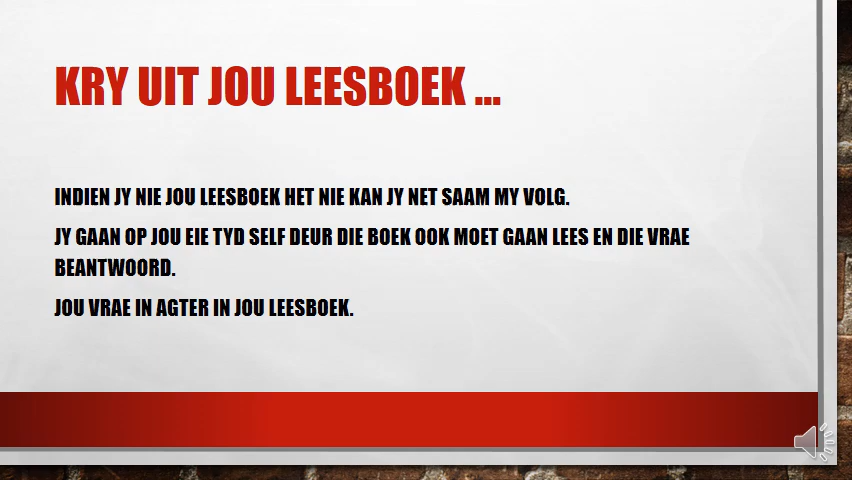 KRY UIT JOU LEESBOEK ...
INDIEN JY NIE JOU LEESBOEK HET NIE KAN JY NET SAAM MY VOLG.
JY GAAN OP JOU EIE TYD SELF DEUR DIE BOEK OOK MOET GAAN LEES EN DIE VRAE
BEANTWOORD.
JOU VRAE IN AGTER IN JOU LEESBOEK.